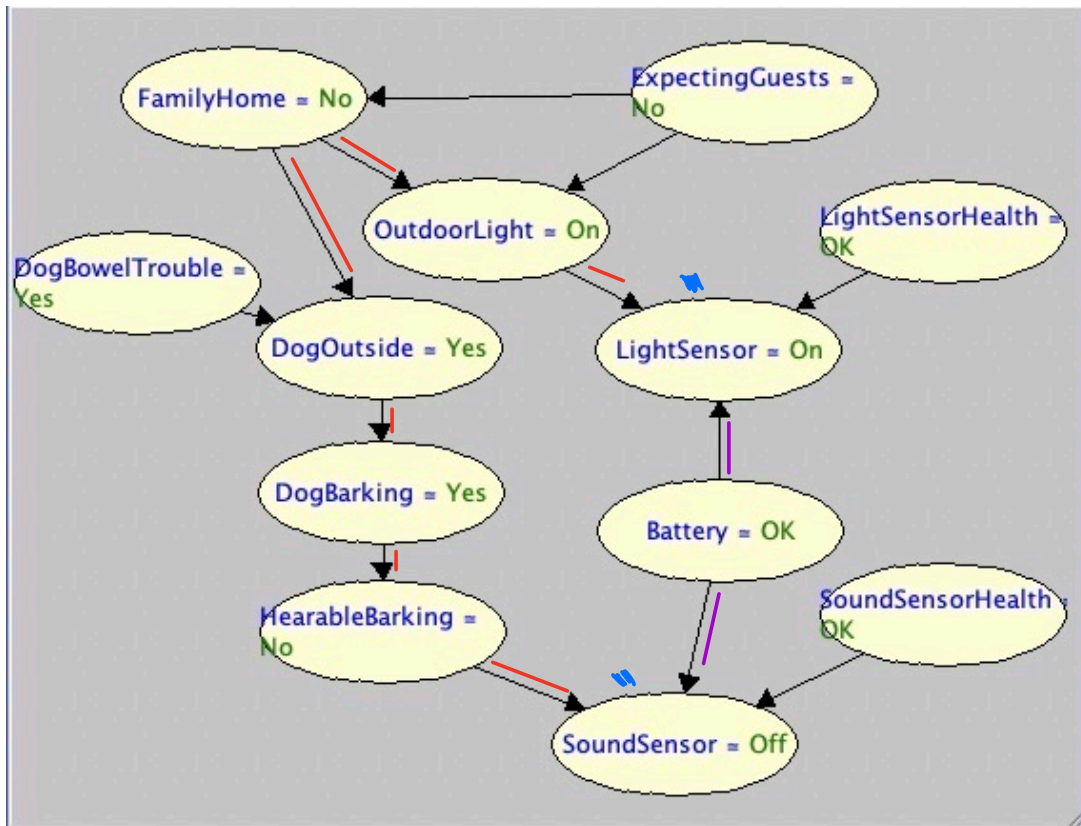 FamilyHome = No
ExpectingGuests =
No
OutdoorLight = On
LightSensorHealth =
OK
DogBowelTrouble =
Yes
DogOutside = Yes
LightSensor = On
DogBarking = Yes
Battery = OK
HearableBarking =
No
SoundSensorHealth =
OK
SoundSensor = Off